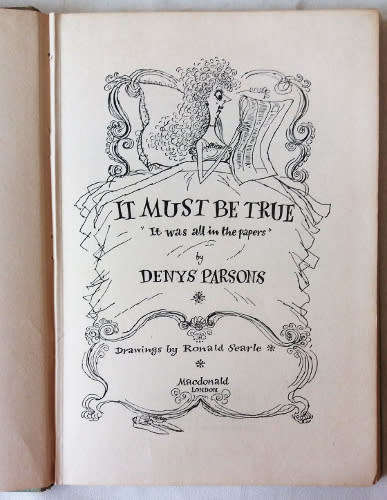 IT MUST BE TRUE
"It was all in the papers"
by
DENYS PARSONS
Drawings by Ronald Searle
Macdonald
LONDON